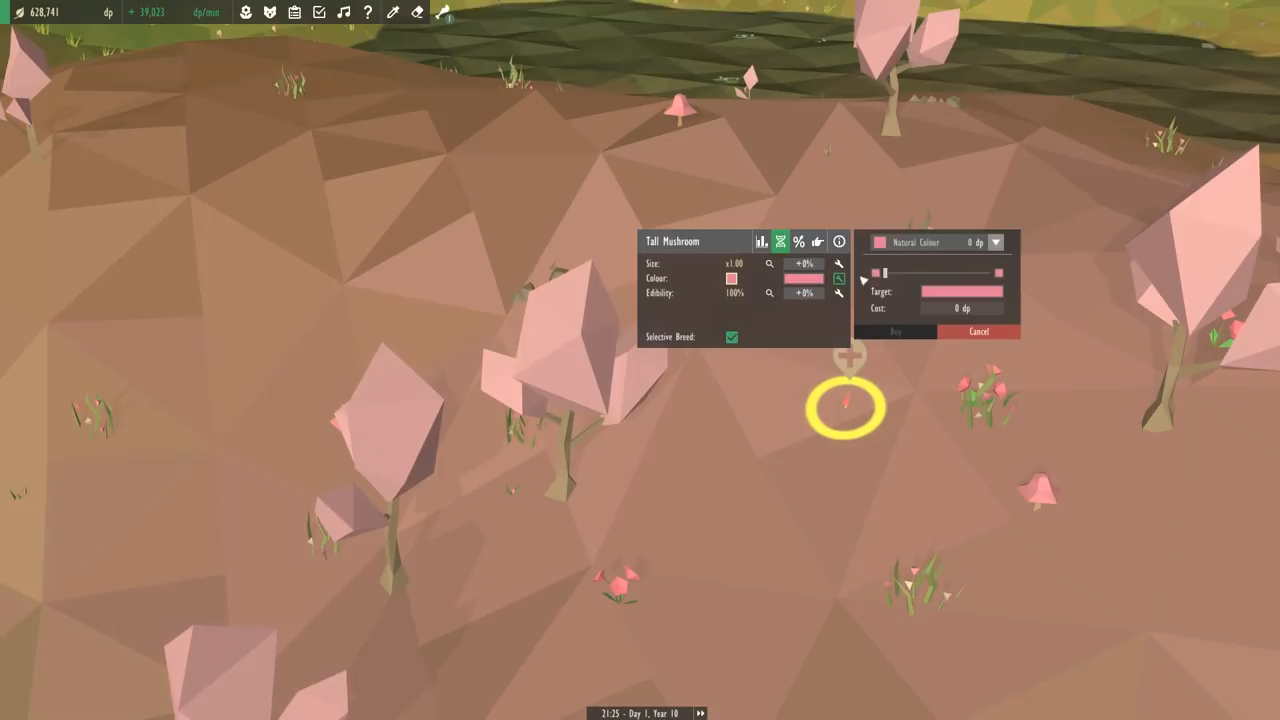 628,741 dp + 39,023 dp/min ?
Tall Mushroom
Size: x1.00 +0%
Colour:
Edibility: 100% +0%
Selective Breed:
Natural Colour 0 dp
Target:
Cost: 0 dp
Buy Cancel
21:25 - Day 1, Year 10